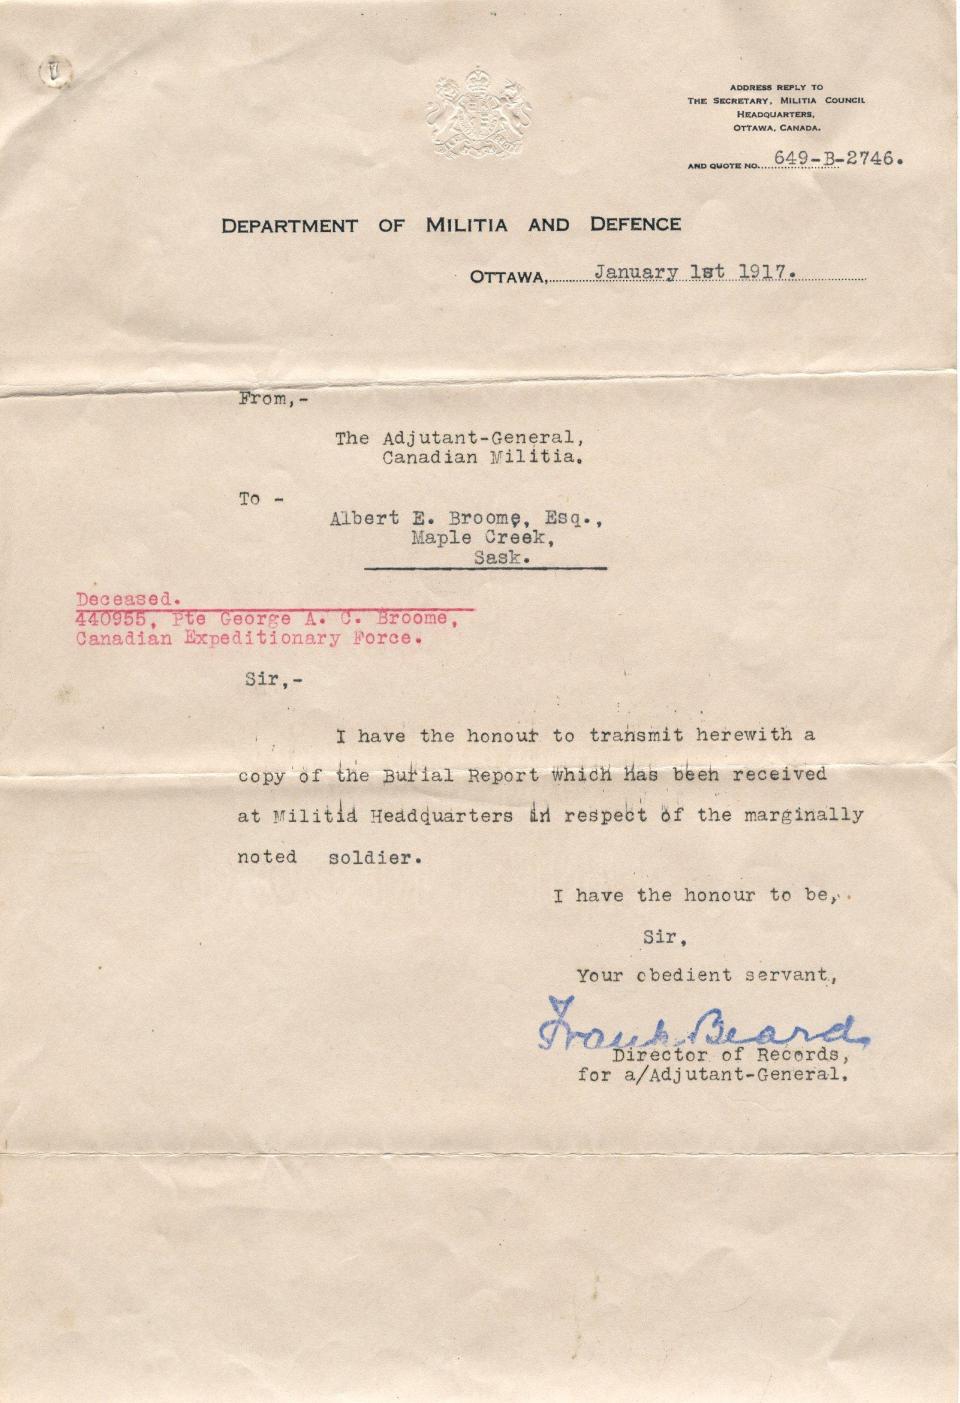 ADDRESS REPLY TO
THE SECRETARY, MILITIA COUNCIL
HEADQUARTERS,
OTTAWA, CANADA.
AND QUOTE NO. 649-B-2746.
DEPARTMENT OF MILITIA AND DEFENCE
OTTAWA, January 1st 1917.
From,-
The Adjutant-General,
Canadian Militia.
To -
Albert E. Broome, Esq.,
Maple Creek,
Sask.
Deceased.
440955, Pte George A. C. Broome,
Canadian Expeditionary Force.
Sir,-
I have the honour to transmit herewith a
copy of the Burial Report which has been received
at Militia Headquarters in respect of the marginally
noted soldier.
I have the honour to be,
Sir,
Your obedient servant,
Frank Beard
Director of Records,
for a/Adjutant-General.